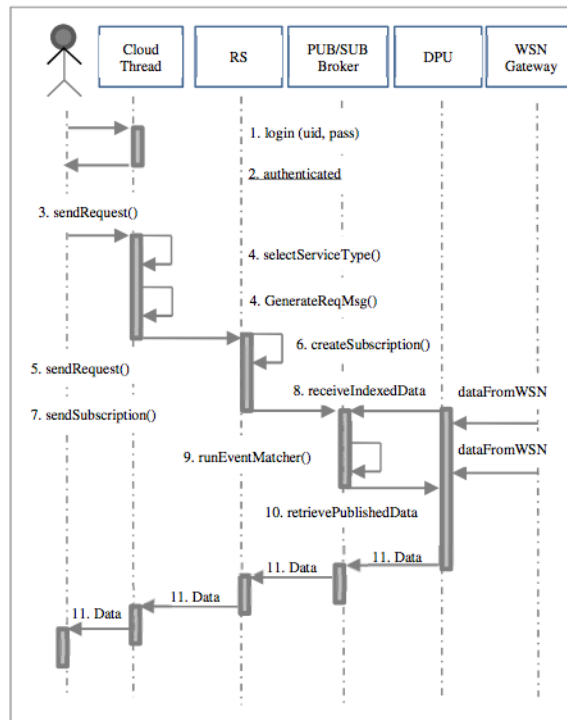 Cloud
Thread
RS
PUB/SUB
Broker
DPU
WSN
Gateway
1. login (uid, pass)
2. authenticated
3. sendRequest()
4. selectServiceType()
4. GenerateReqMsg()
6. createSubscription()
5. sendRequest()
8. receiveIndexedData
dataFromWSN
7. sendSubscription()
9. runEventMatcher()
dataFromWSN
10. retrievePublishedData
11. Data
11. Data
11. Data
11. Data